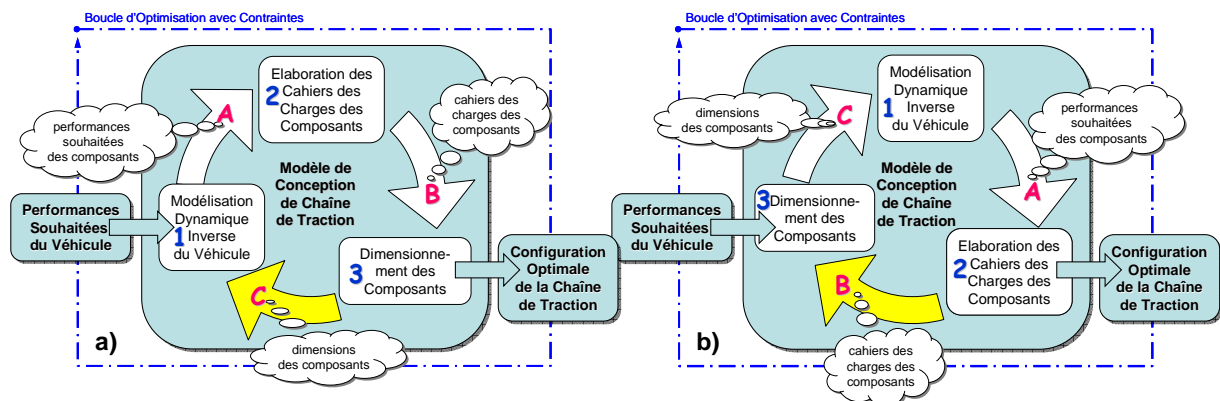 Boucle d'Optimisation avec Contraintes
2 Elaboration des
Cahiers des
Charges des
Composants
A
cahiers des
charges des
composants
performances
souhaitées
des composants
Modèle de
Conception
de Chaîne
de Traction
B
Performances
Souhaitées
du Véhicule
Modélisation
Dynamique
1 Inverse
du Véhicule
3 Dimensionne-
ment des
Composants
Configuration
Optimale
de la Chaîne
de Traction
C
a)
dimensions
des composants
Boucle d'Optimisation avec Contraintes
Modélisation
Dynamique
1 Inverse
du Véhicule
C
dimensions
des composants
performances
souhaitées
des composants
Modèle de
Conception
de Chaîne
de Traction
A
Performances
Souhaitées
du Véhicule
3 Dimensionne-
ment des
Composants
Elaboration des
2 Cahiers des
Charges des
Composants
Configuration
Optimale
de la Chaîne
de Traction
B
b)
cahiers des
charges des
composants